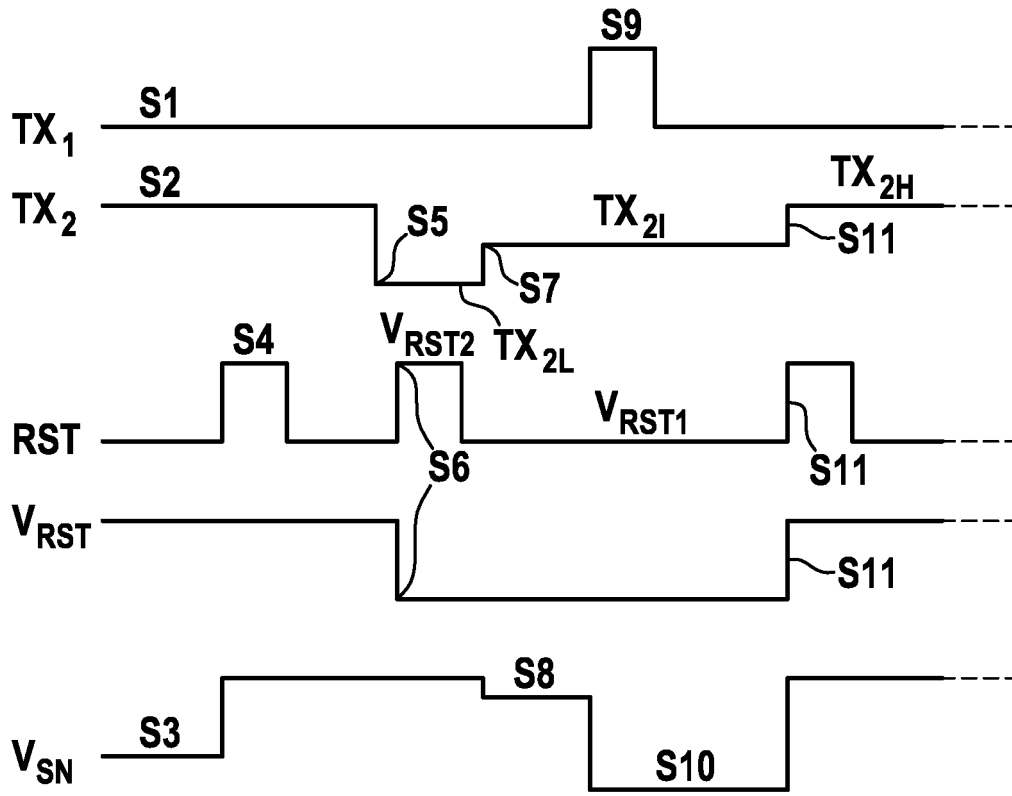 S9
S1
TX1
S2
TX2H
TX2
S5
TX2I
S11
S7
VRST2
TX2L
S4
VRST1
RST
S6
S11
VRST
S11
S8
S3
VSN
S10